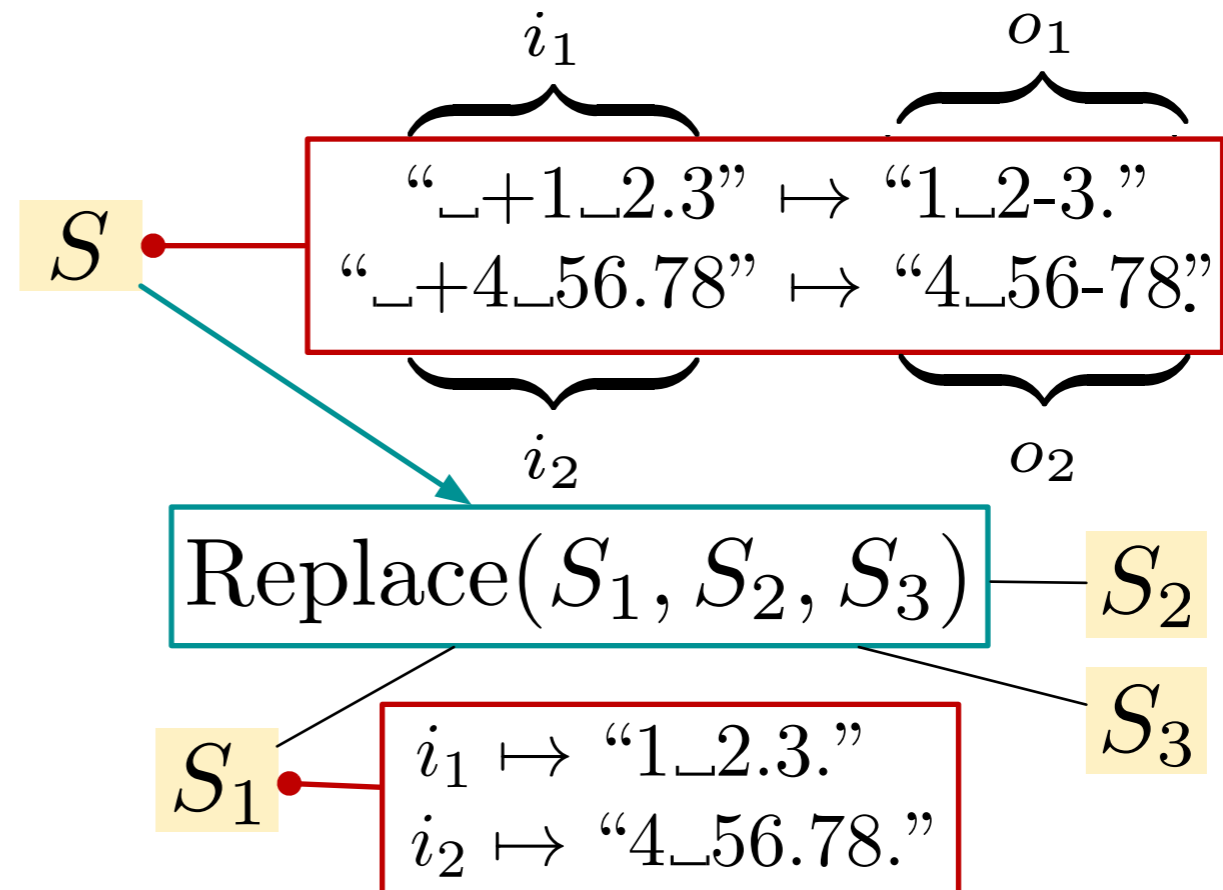 i₁ o₁
“␣+1␣2.3” ↦ “1␣2-3.”
S
“␣+4␣56.78” ↦ “4␣56-78.”
i₂ o₂
Replace(S₁, S₂, S₃)
S₂
S₃
i₁ ↦ “1␣2.3.”
S₁
i₂ ↦ “4␣56.78.”